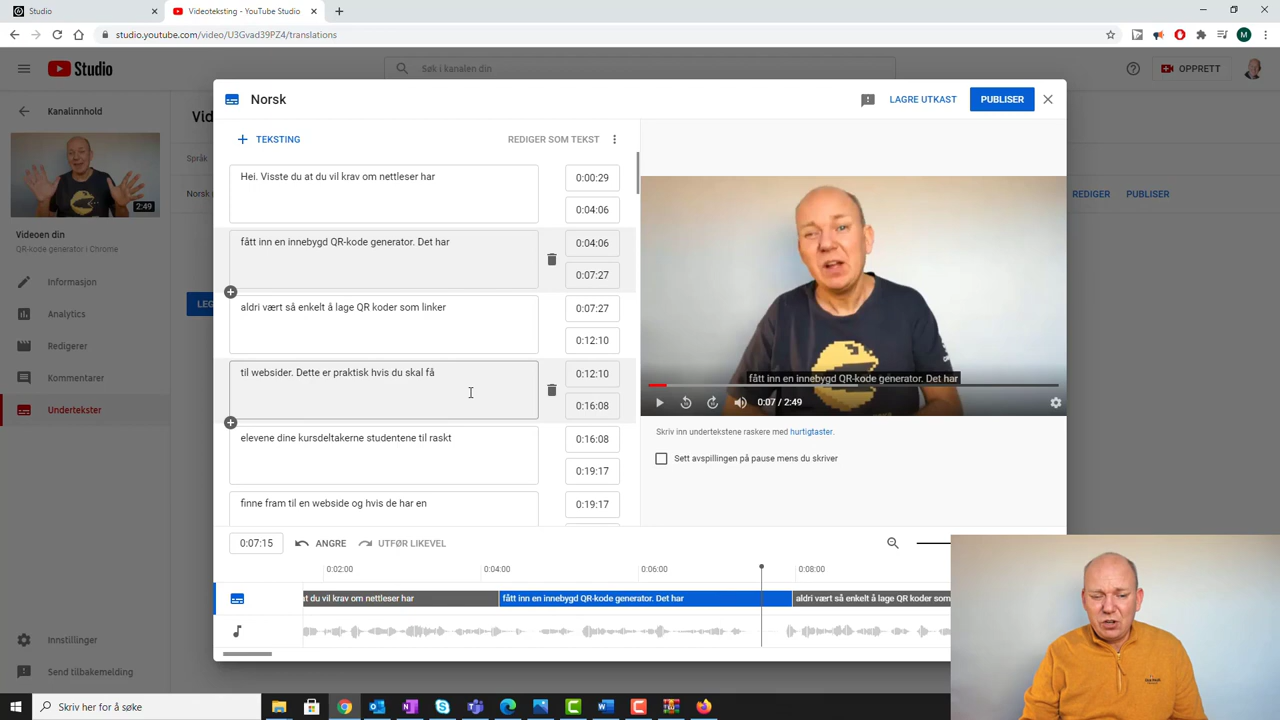 Studio
Videoteksting - YouTube Studio
studio.youtube.com/video/U3Gvad39PZ4/translations
M
Studio
Søk i kanalen din
OPPRETT
Kanalinnhold
2:49
Videoen din
QR-kode generator i Chrome
Informasjon
Analytics
Redigerer
Kommentarer
Undertekster
Innstillinger
Send tilbakemelding
Vid
Språk
Norsk
LEG
REDIGER
PUBLISER
Norsk
LAGRE UTKAST
PUBLISER
TEKSTING
REDIGER SOM TEKST
Hei. Visste du at du vil krav om nettleser har
0:00:29
0:04:06
fått inn en innebygd QR-kode generator. Det har
0:04:06
0:07:27
aldri vært så enkelt å lage QR koder som linker
0:07:27
0:12:10
til websider. Dette er praktisk hvis du skal få
0:12:10
0:16:08
elevene dine kursdeltakerne studentene til raskt
0:16:08
0:19:17
finne fram til en webside og hvis de har en
0:19:17
fått inn en innebygd QR-kode generator. Det har
0:07 / 2:49
Skriv inn undertekstene raskere med hurtigtaster.
Sett avspillingen på pause mens du skriver
0:07:15
ANGRE
UTFØR LIKEVEL
0:02:00
0:04:00
0:06:00
0:08:00
t du vil krav om nettleser har
fått inn en innebygd QR-kode generator. Det har
aldri vært så enkelt å lage QR koder som
Skriv her for å søke